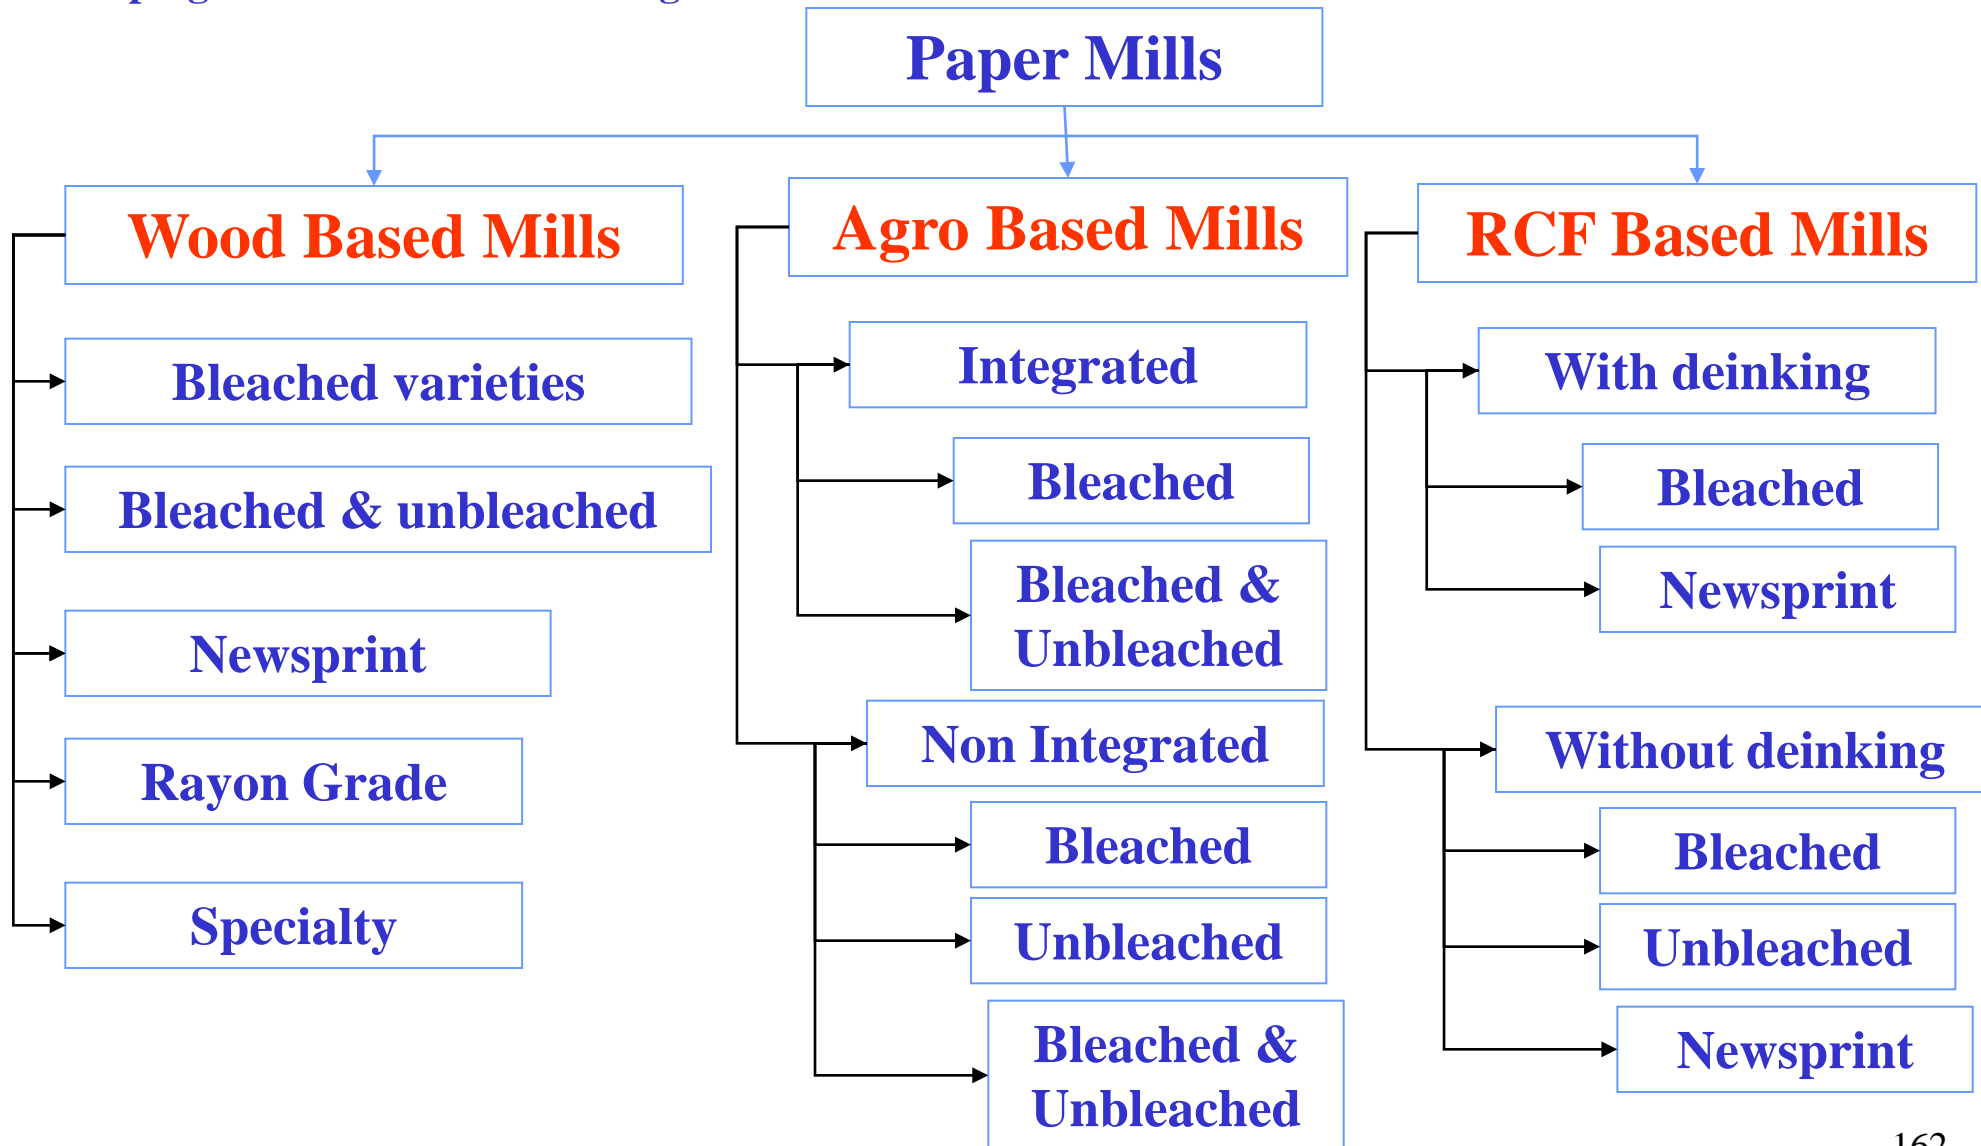 Paper Mills
Wood Based Mills
Bleached varieties
Bleached & unbleached
Newsprint
Rayon Grade
Specialty
Agro Based Mills
Integrated
Bleached
Bleached &
Unbleached
Non Integrated
Bleached
Unbleached
Bleached &
Unbleached
RCF Based Mills
With deinking
Bleached
Newsprint
Without deinking
Bleached
Unbleached
Newsprint
162